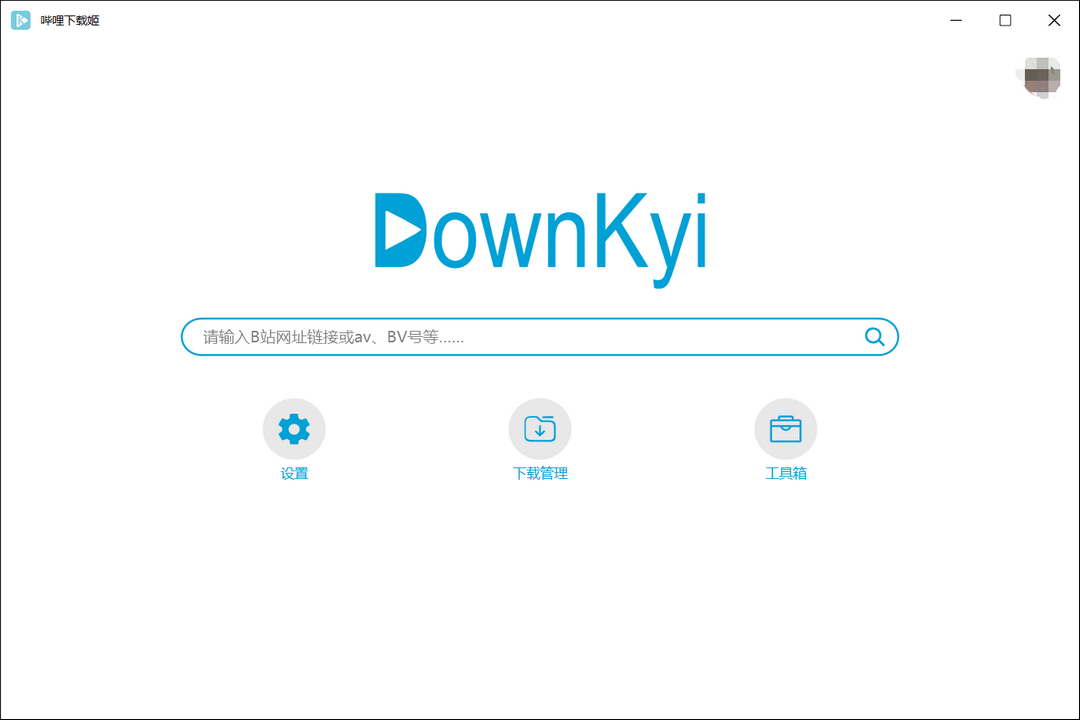 哔哩下载姬
DownKyi
请输入B站网址链接或av、BV号等......
设置
下载管理
工具箱